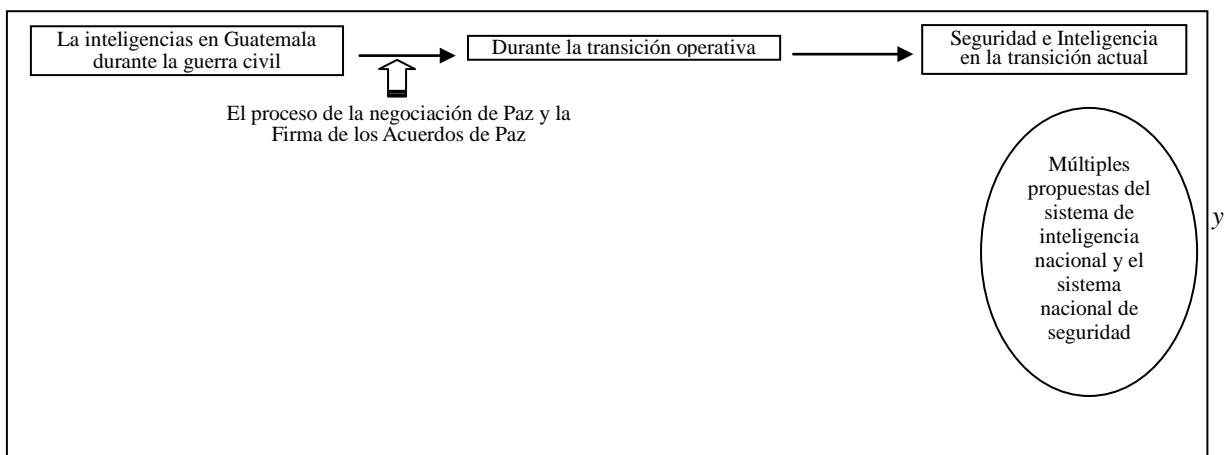 La inteligencias en Guatemala
durante la guerra civil
Durante la transición operativa
Seguridad e Inteligencia
en la transición actual
El proceso de la negociación de Paz y la
Firma de los Acuerdos de Paz
Múltiples
propuestas del
sistema de
inteligencia
nacional y el
sistema
nacional de
seguridad
y